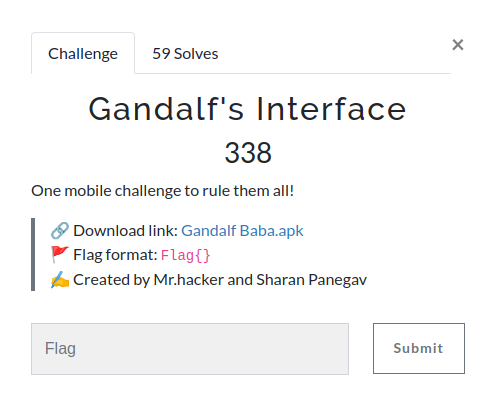 Challenge
59 Solves
×
Gandalf's Interface
338
One mobile challenge to rule them all!
🔗 Download link: Gandalf Baba.apk
🚩 Flag format: Flag{}
✍️ Created by Mr.hacker and Sharan Panegav
Flag
Submit